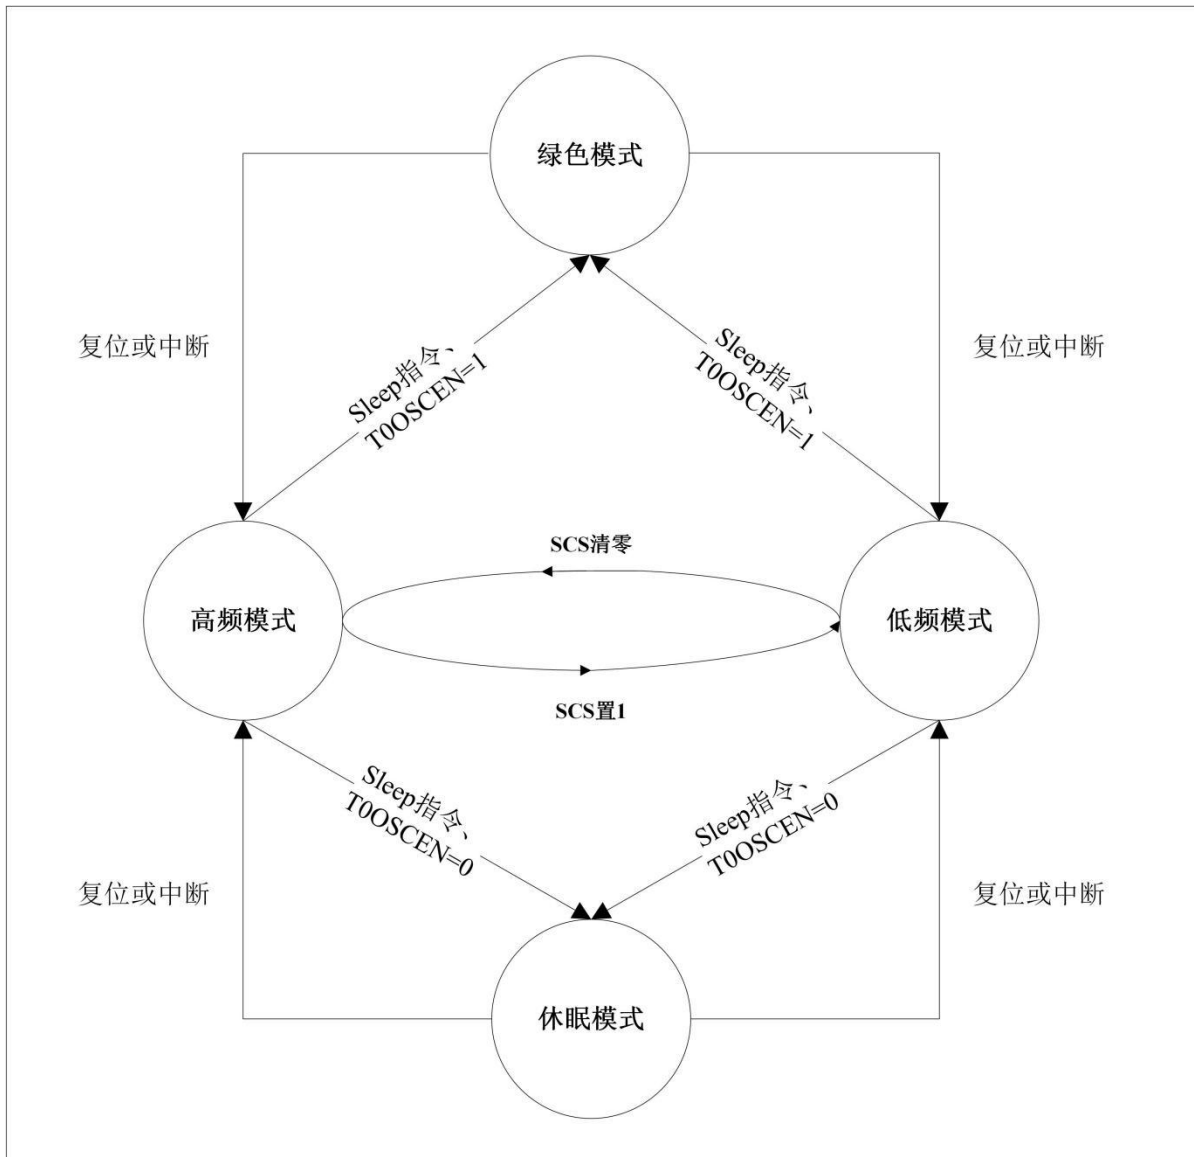 绿色模式
复位或中断
Sleep指令、
T0OSCEN=1
Sleep指令、
T0OSCEN=1
复位或中断
SCS清零
高频模式
低频模式
SCS置1
Sleep指令、
T0OSCEN=0
Sleep指令、
T0OSCEN=0
复位或中断
复位或中断
休眠模式